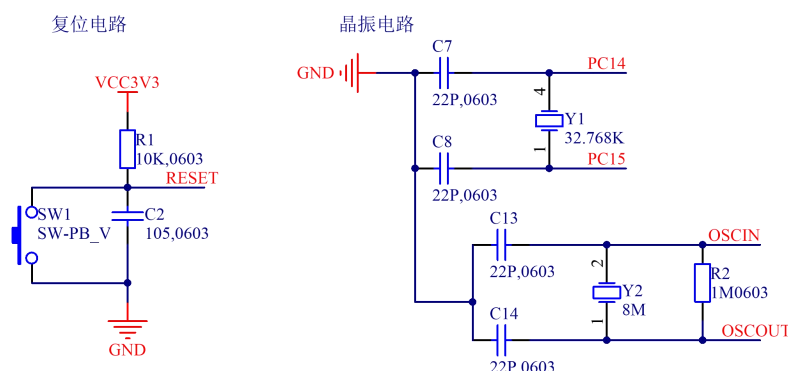 复位电路
VCC3V3
R1
10K,0603
RESET
SW1
SW-PB_V
C2
105,0603
GND
晶振电路
GND
C7
22P,0603
PC14
4
Y1
32.768K
1
C8
22P,0603
PC15
C13
22P,0603
OSCIN
2
Y2
8M
1
R2
1M0603
C14
22P,0603
OSCOUT